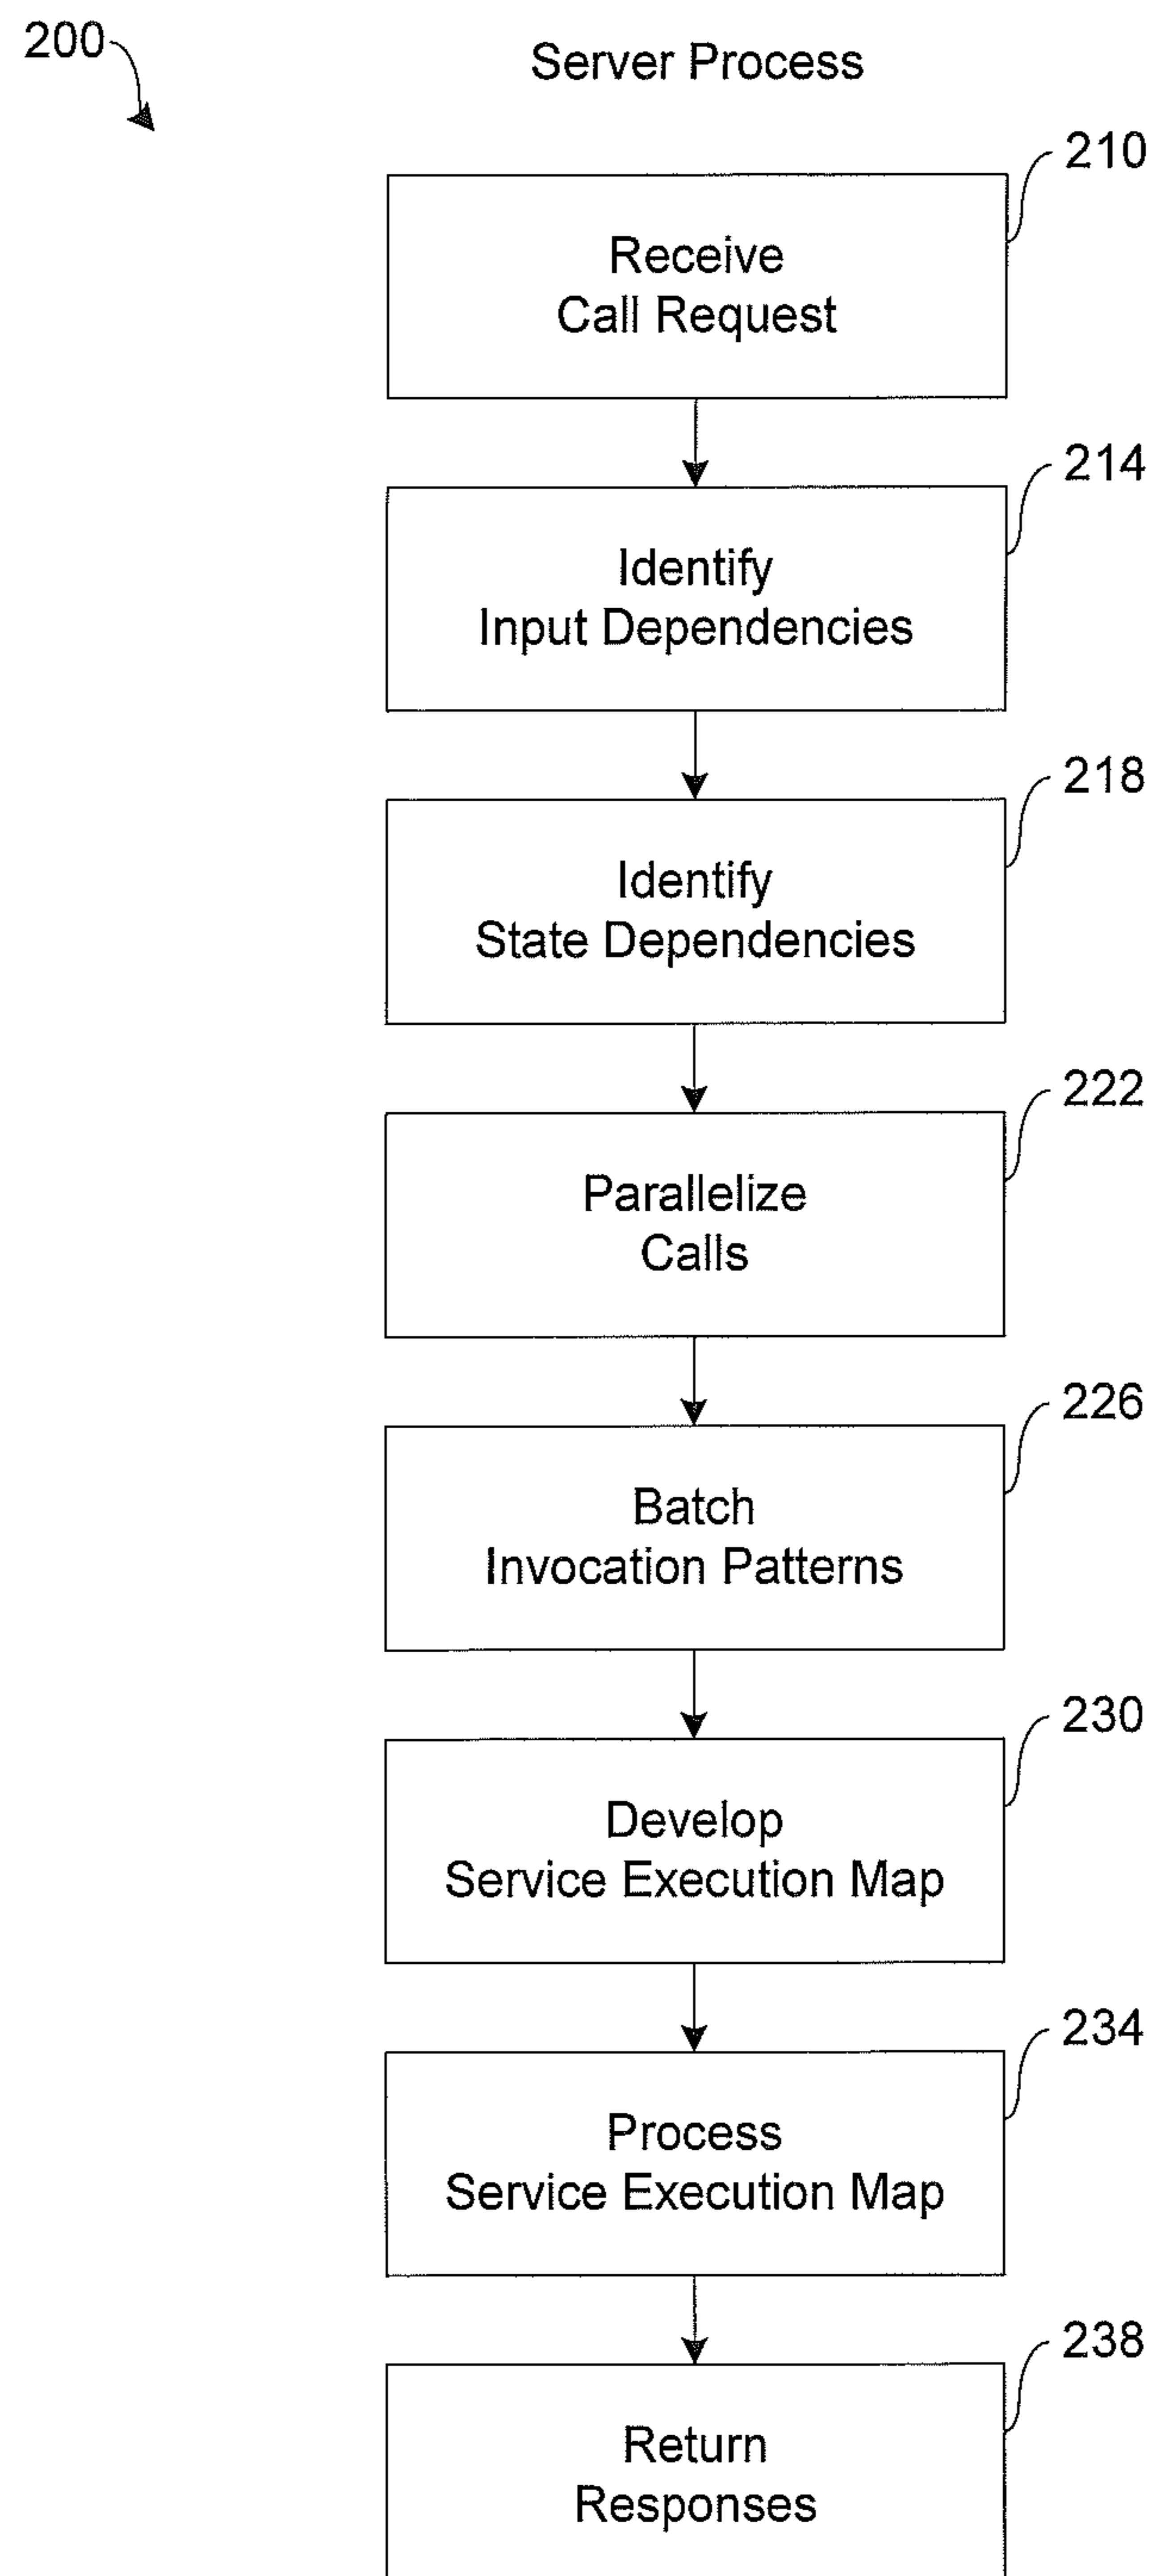 200
Server Process
210
Receive
Call Request
214
Identify
Input Dependencies
218
Identify
State Dependencies
222
Parallelize
Calls
226
Batch
Invocation Patterns
230
Develop
Service Execution Map
234
Process
Service Execution Map
238
Return
Responses